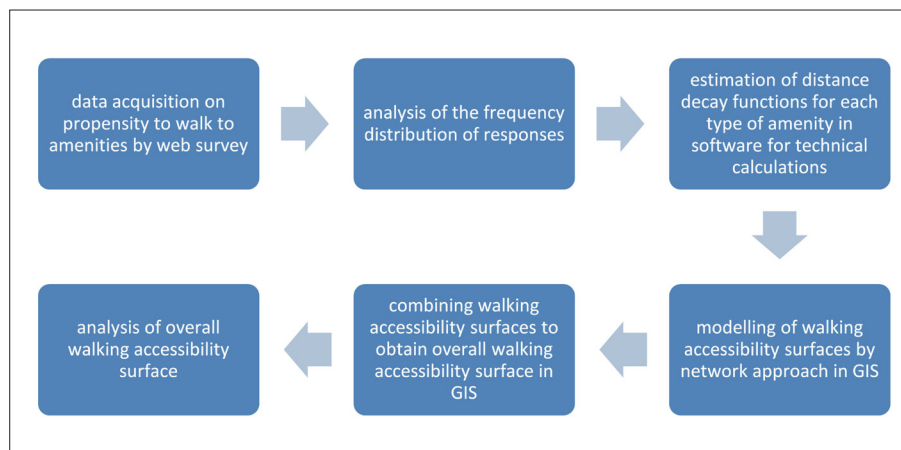 data acquisition on
propensity to walk to
amenities by web survey
analysis of the frequency
distribution of responses
estimation of distance
decay functions for each
type of amenity in
software for technical
calculations
modelling of walking
accessibility surfaces by
network approach in GIS
combining walking
accessibility surfaces to
obtain overall walking
accessibility surface in
GIS
analysis of overall
walking accessibility
surface